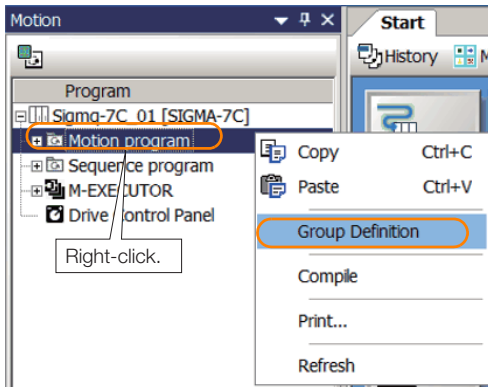 Motion
Start
History
M
Program
Sigma-7C_01 [SIGMA-7C]
Motion program
Sequence program
M-EXECUTOR
Drive Control Panel
Right-click.
Copy Ctrl+C
Paste Ctrl+V
Group Definition
Compile
Print...
Refresh